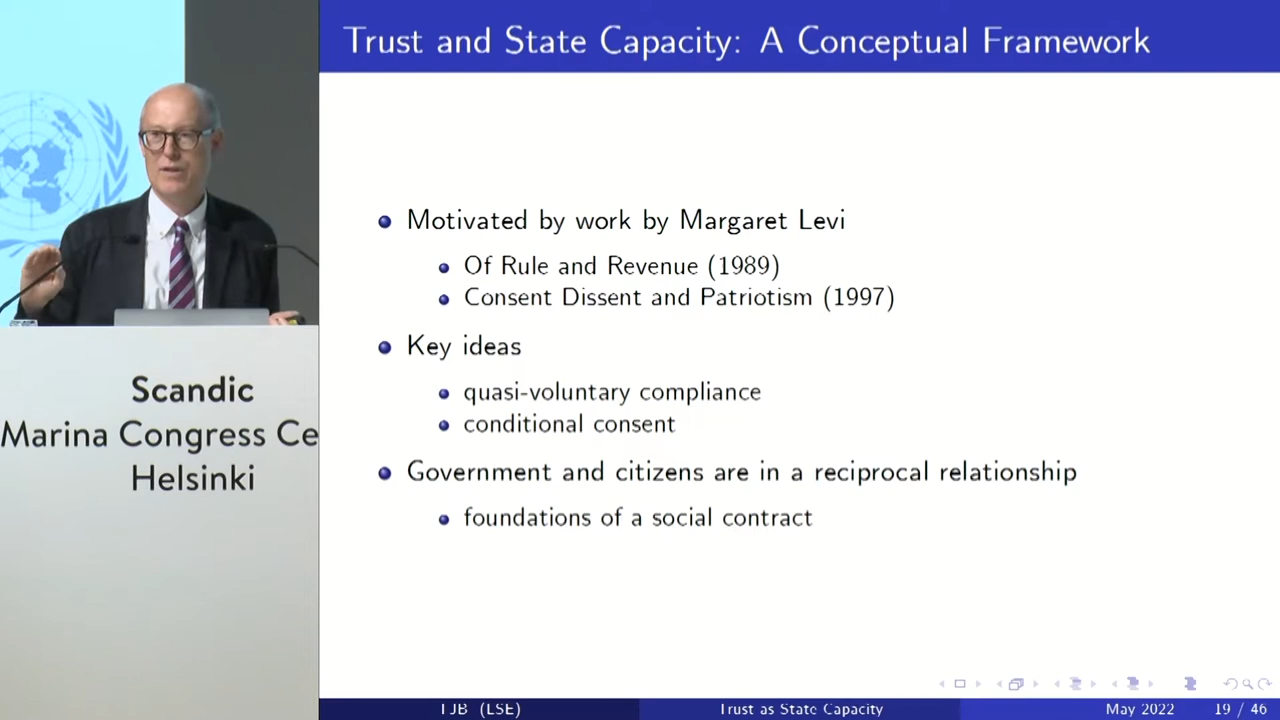 Trust and State Capacity: A Conceptual Framework
Motivated by work by Margaret Levi
Of Rule and Revenue (1989)
Consent Dissent and Patriotism (1997)
Key ideas
quasi-voluntary compliance
conditional consent
Government and citizens are in a reciprocal relationship
foundations of a social contract
Scandic
Marina Congress Ce
Helsinki
TJB (LSE)
Trust as State Capacity
May 2022
19 / 46